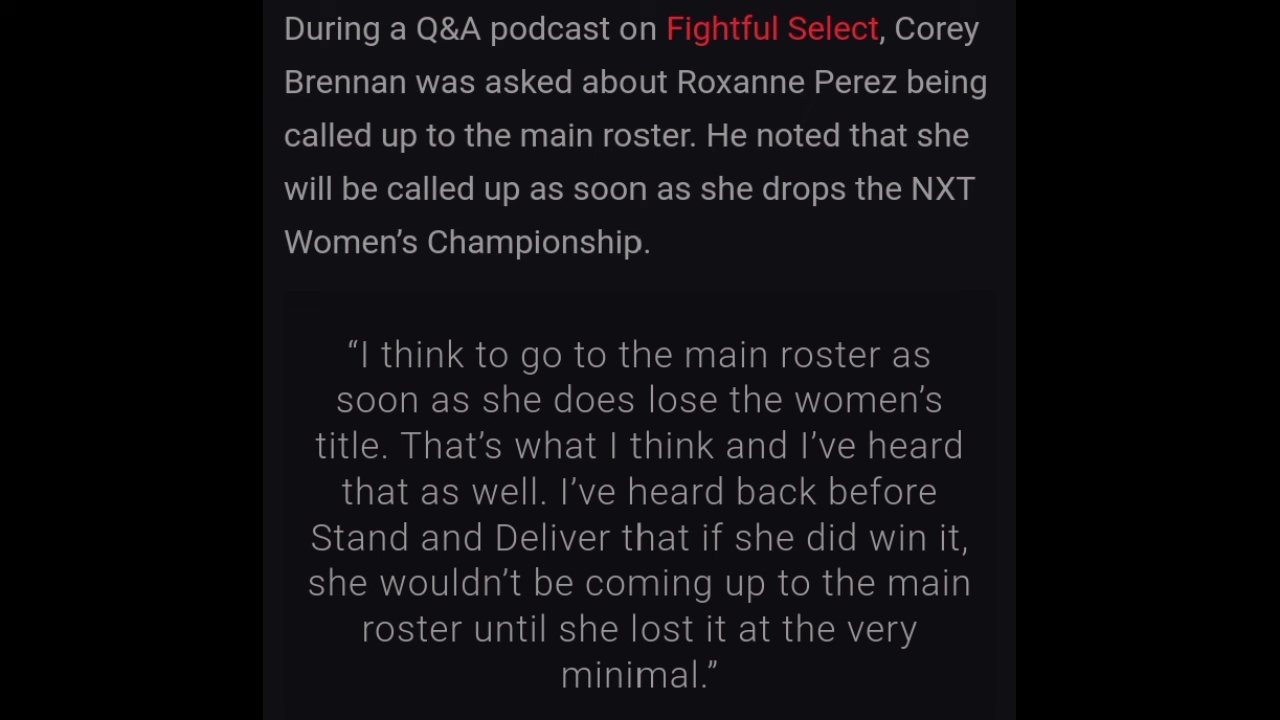 During a Q&A podcast on Fightful Select, Corey
Brennan was asked about Roxanne Perez being
called up to the main roster. He noted that she
will be called up as soon as she drops the NXT
Women’s Championship.
“I think to go to the main roster as
soon as she does lose the women’s
title. That’s what I think and I’ve heard
that as well. I’ve heard back before
Stand and Deliver that if she did win it,
she wouldn’t be coming up to the main
roster until she lost it at the very
minimal.”